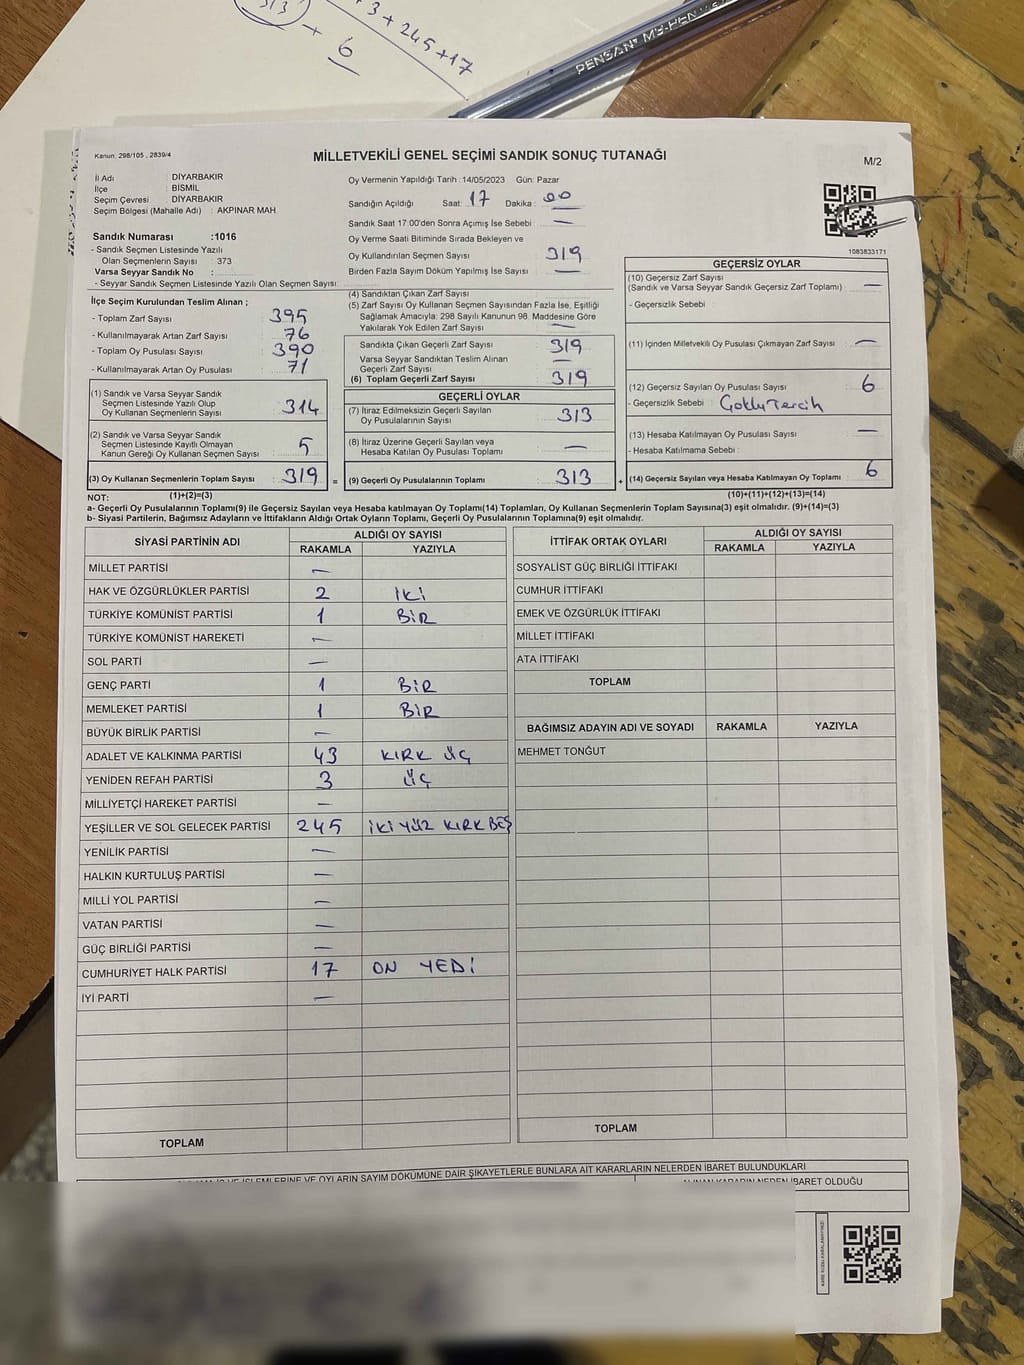 313 + 6
+3+245+17
PENSAN MY-PEN
Kanun: 298/105 , 2839/4
MİLLETVEKİLİ GENEL SEÇİMİ SANDIK SONUÇ TUTANAĞI
M/2
İl Adı : DİYARBAKIR
İlçe : BİSMİL
Seçim Çevresi : DİYARBAKIR
Seçim Bölgesi (Mahalle Adı) : AKPINAR MAH.
Sandık Numarası :1016
- Sandık Seçmen Listesinde Yazılı
Olan Seçmenlerin Sayısı : 373
Varsa Seyyar Sandık No :
- Seyyar Sandık Seçmen Listesinde Yazılı Olan Seçmen Sayısı:
Oy Vermenin Yapıldığı Tarih :14/05/2023 Gün: Pazar
Sandığın Açıldığı Saat: 17 Dakika : 00
Sandık Saat 17.00'den Sonra Açımış İse Sebebi : —
Oy Verme Saati Bitiminde Sırada Bekleyen ve
Oy Kullandırılan Seçmen Sayısı : 319
Birden Fazla Sayım Döküm Yapılmış İse Sayısı : —
1083833171
İlçe Seçim Kurulundan Teslim Alınan ;
- Toplam Zarf Sayısı : 395
- Kullanılmayarak Artan Zarf Sayısı : 76
- Toplam Oy Pusulası Sayısı : 390
- Kullanılmayarak Artan Oy Pusulası : 71
(1) Sandık ve Varsa Seyyar Sandık
Seçmen Listesinde Yazılı Olup
Oy Kullanan Seçmenlerin Sayısı : 314
(2) Sandık ve Varsa Seyyar Sandık
Seçmen Listesinde Kayıtlı Olmayan
Kanun Gereği Oy Kullanan Seçmen Sayısı : 5
(3) Oy Kullanan Seçmenlerin Toplam Sayısı : 319 =
(4) Sandıktan Çıkan Zarf Sayısı :
(5) Zarf Sayısı Oy Kullanan Seçmen Sayısından Fazla İse, Eşitliği
Sağlamak Amacıyla; 298 Sayılı Kanunun 98. Maddesine Göre
Yakılarak Yok Edilen Zarf Sayısı : —
Sandıkta Çıkan Geçerli Zarf Sayısı : 319
Varsa Seyyar Sandıktan Teslim Alınan
Geçerli Zarf Sayısı : —
(6) Toplam Geçerli Zarf Sayısı : 319
GEÇERLİ OYLAR
(7) İtiraz Edilmeksizin Geçerli Sayılan
Oy Pusulalarının Sayısı : 313
(8) İtiraz Üzerine Geçerli Sayılan veya
Hesaba Katılan Oy Pusulası Toplamı : —
(9) Geçerli Oy Pusulalarının Toplamı : 313 +
GEÇERSİZ OYLAR
(10) Geçersiz Zarf Sayısı
(Sandık ve Varsa Seyyar Sandık Geçersiz Zarf Toplamı) : —
- Geçersizlik Sebebi :
(11) İçinden Milletvekili Oy Pusulası Çıkmayan Zarf Sayısı : —
(12) Geçersiz Sayılan Oy Pusulası Sayısı : 6
- Geçersizlik Sebebi : Çoklu Tercih
(13) Hesaba Katılmayan Oy Pusulası Sayısı : —
- Hesaba Katılmama Sebebi :
(14) Geçersiz Sayılan veya Hesaba Katılmayan Oy Toplamı : 6
NOT: (1)+(2)=(3) (10)+(11)+(12)+(13)=(14)
a- Geçerli Oy Pusulalarının Toplamı(9) ile Geçersiz Sayılan veya Hesaba katılmayan Oy Toplamı(14) Toplamları, Oy Kullanan Seçmenlerin Toplam Sayısına(3) eşit olmalıdır. (9)+(14)=(3)
b- Siyasi Partilerin, Bağımsız Adayların ve İttifakların Aldığı Ortak Oyların Toplamı, Geçerli Oy Pusulalarının Toplamına(9) eşit olmalıdır.
SİYASİ PARTİNİN ADI ALDIĞI OY SAYISI
RAKAMLA YAZIYLA
MİLLET PARTİSİ —
HAK VE ÖZGÜRLÜKLER PARTİSİ 2 İKİ
TÜRKİYE KOMÜNİST PARTİSİ 1 BİR
TÜRKİYE KOMÜNİST HAREKETİ —
SOL PARTİ —
GENÇ PARTİ 1 BİR
MEMLEKET PARTİSİ 1 BİR
BÜYÜK BİRLİK PARTİSİ —
ADALET VE KALKINMA PARTİSİ 43 KIRK ÜÇ
YENİDEN REFAH PARTİSİ 3 ÜÇ
MİLLİYETÇİ HAREKET PARTİSİ —
YEŞİLLER VE SOL GELECEK PARTİSİ 245 İKİ YÜZ KIRK BEŞ
YENİLİK PARTİSİ —
HALKIN KURTULUŞ PARTİSİ —
MİLLİ YOL PARTİSİ —
VATAN PARTİSİ —
GÜÇ BİRLİĞİ PARTİSİ —
CUMHURİYET HALK PARTİSİ 17 ON YEDİ
İYİ PARTİ —
TOPLAM
İTTİFAK ORTAK OYLARI ALDIĞI OY SAYISI
RAKAMLA YAZIYLA
SOSYALİST GÜÇ BİRLİĞİ İTTİFAKI
CUMHUR İTTİFAKI
EMEK VE ÖZGÜRLÜK İTTİFAKI
MİLLET İTTİFAKI
ATA İTTİFAKI
TOPLAM
BAĞIMSIZ ADAYIN ADI VE SOYADI RAKAMLA YAZIYLA
MEHMET TONĞUT
TOPLAM
İŞLEMLERİNE VE OYLARIN SAYIM DÖKÜMÜNE DAİR ŞİKAYETLERLE BUNLARA AİT KARARLARIN NELERDEN İBARET BULUNDUKLARI
ALINAN KARARIN NEDEN İBARET OLDUĞU